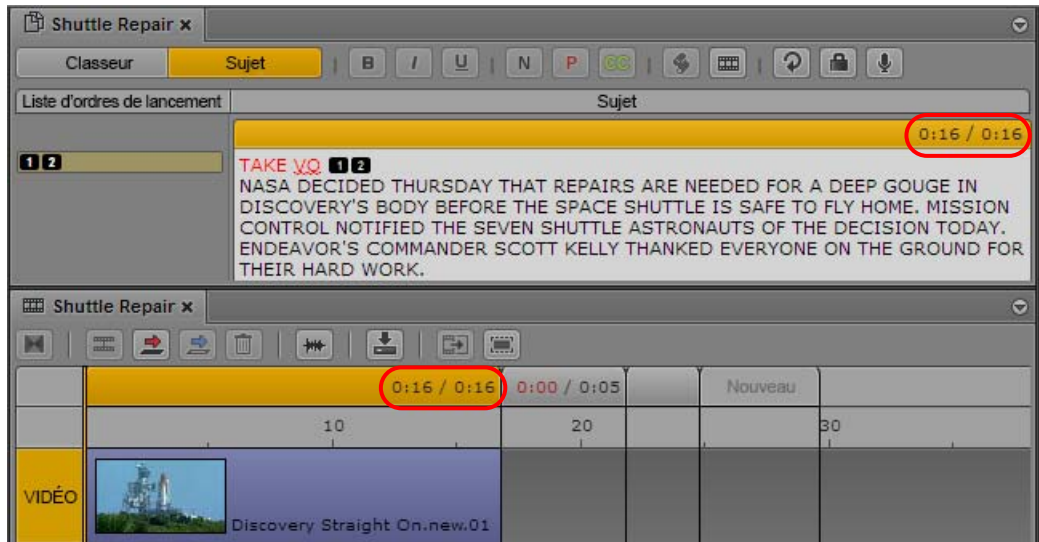 Shuttle Repair x
Classeur Sujet | B I U | N P CC |
Liste d'ordres de lancement Sujet
0:16 / 0:16
1 2 TAKE VO 1 2
NASA DECIDED THURSDAY THAT REPAIRS ARE NEEDED FOR A DEEP GOUGE IN
DISCOVERY'S BODY BEFORE THE SPACE SHUTTLE IS SAFE TO FLY HOME. MISSION
CONTROL NOTIFIED THE SEVEN SHUTTLE ASTRONAUTS OF THE DECISION TODAY.
ENDEAVOR'S COMMANDER SCOTT KELLY THANKED EVERYONE ON THE GROUND FOR
THEIR HARD WORK.
Shuttle Repair x
0:16 / 0:16 0:00 / 0:05 Nouveau
10 20 30
VIDÉO
Discovery Straight On.new.01